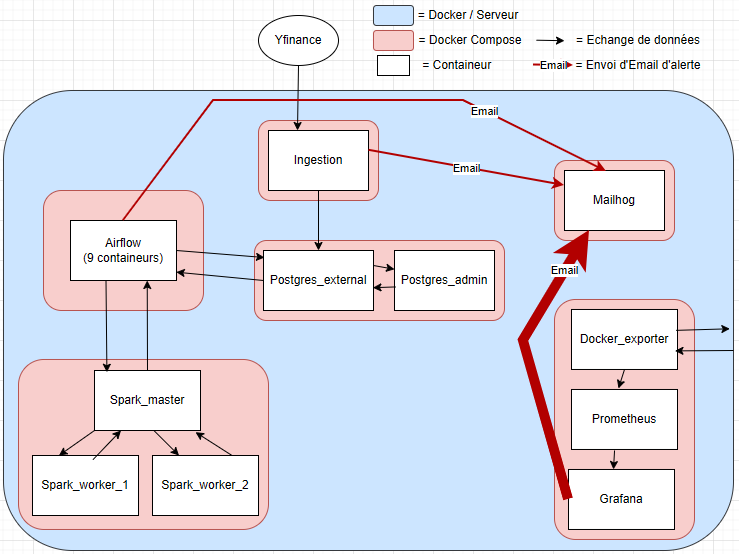 Yfinance
= Docker / Serveur
= Docker Compose
= Echange de données
= Containeur
Email
= Envoi d'Email d'alerte
Email
Ingestion
Email
Mailhog
Airflow
(9 containeurs)
Postgres_external
Postgres_admin
Email
Docker_exporter
Spark_master
Prometheus
Spark_worker_1
Spark_worker_2
Grafana